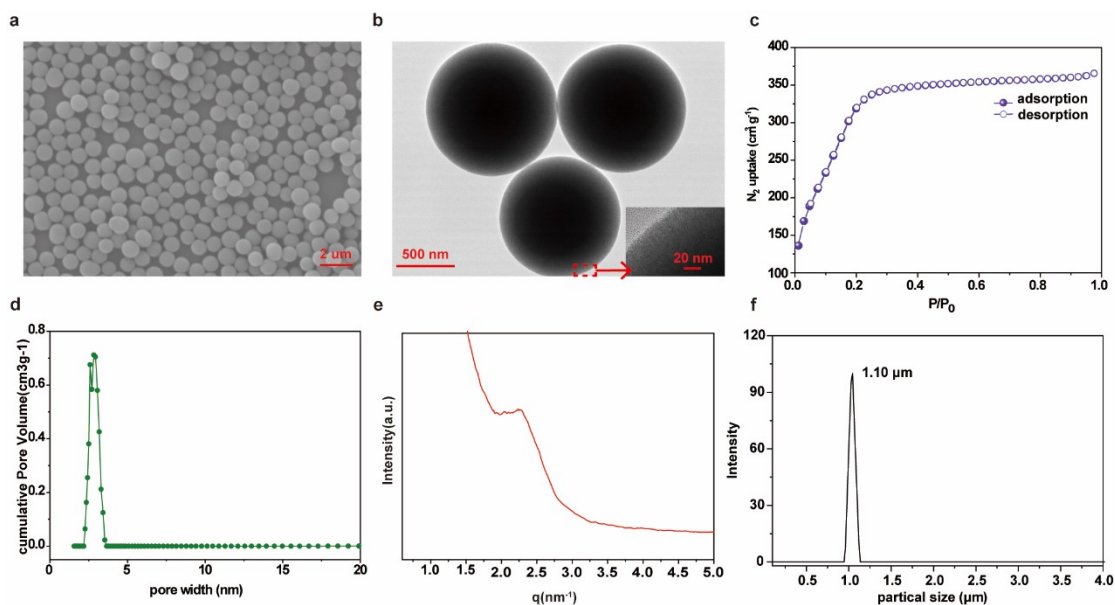 a
2 um
b
500 nm
20 nm
c
N₂ uptake (cm³ g⁻¹)
400
350
300
250
200
150
100
0.0 0.2 0.4 0.6 0.8 1.0
P/P₀
adsorption
desorption
d
cumulative Pore Volume(cm3g-1)
0.8
0.6
0.4
0.2
0.0
0 5 10 15 20
pore width(nm)
e
Intensity(a.u.)
1.0 1.5 2.0 2.5 3.0 3.5 4.0 4.5 5.0
q(nm⁻¹)
f
Intensity
120
90
60
30
0
1.10 μm
0.5 1.0 1.5 2.0 2.5 3.0 3.5 4.0
partical size (μm)